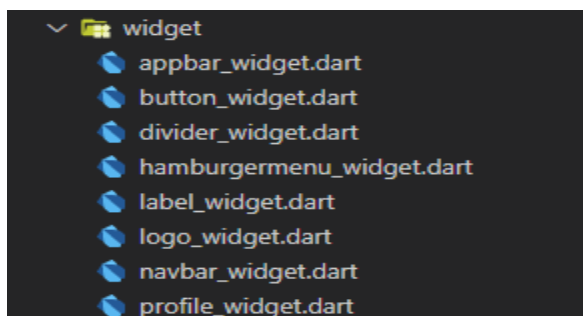 widget
appbar_widget.dart
button_widget.dart
divider_widget.dart
hamburgermenu_widget.dart
label_widget.dart
logo_widget.dart
navbar_widget.dart
profile_widget.dart